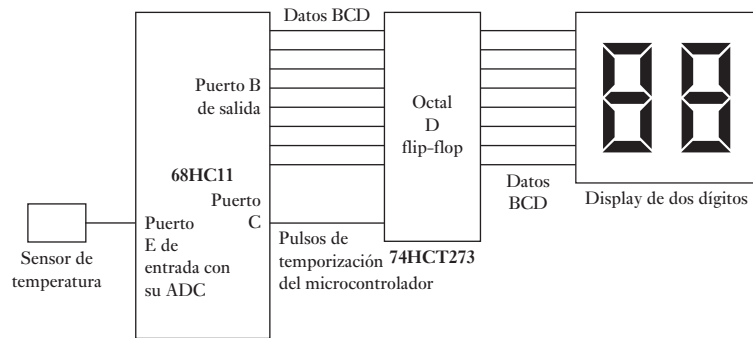 Datos BCD
Puerto B
de salida
Octal
D
flip-flop
68HC11
Puerto
C
Datos
BCD
Display de dos dígitos
Puerto
E de
entrada con
su ADC
Sensor de
temperatura
Pulsos de
temporización
del microcontrolador
74HCT273